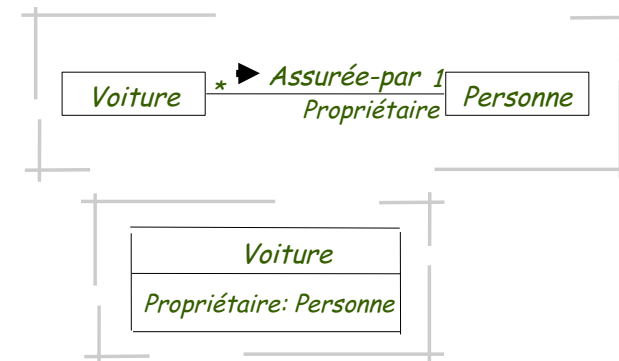 Voiture * Assurée-par 1 Personne
Propriétaire
Voiture
Propriétaire: Personne